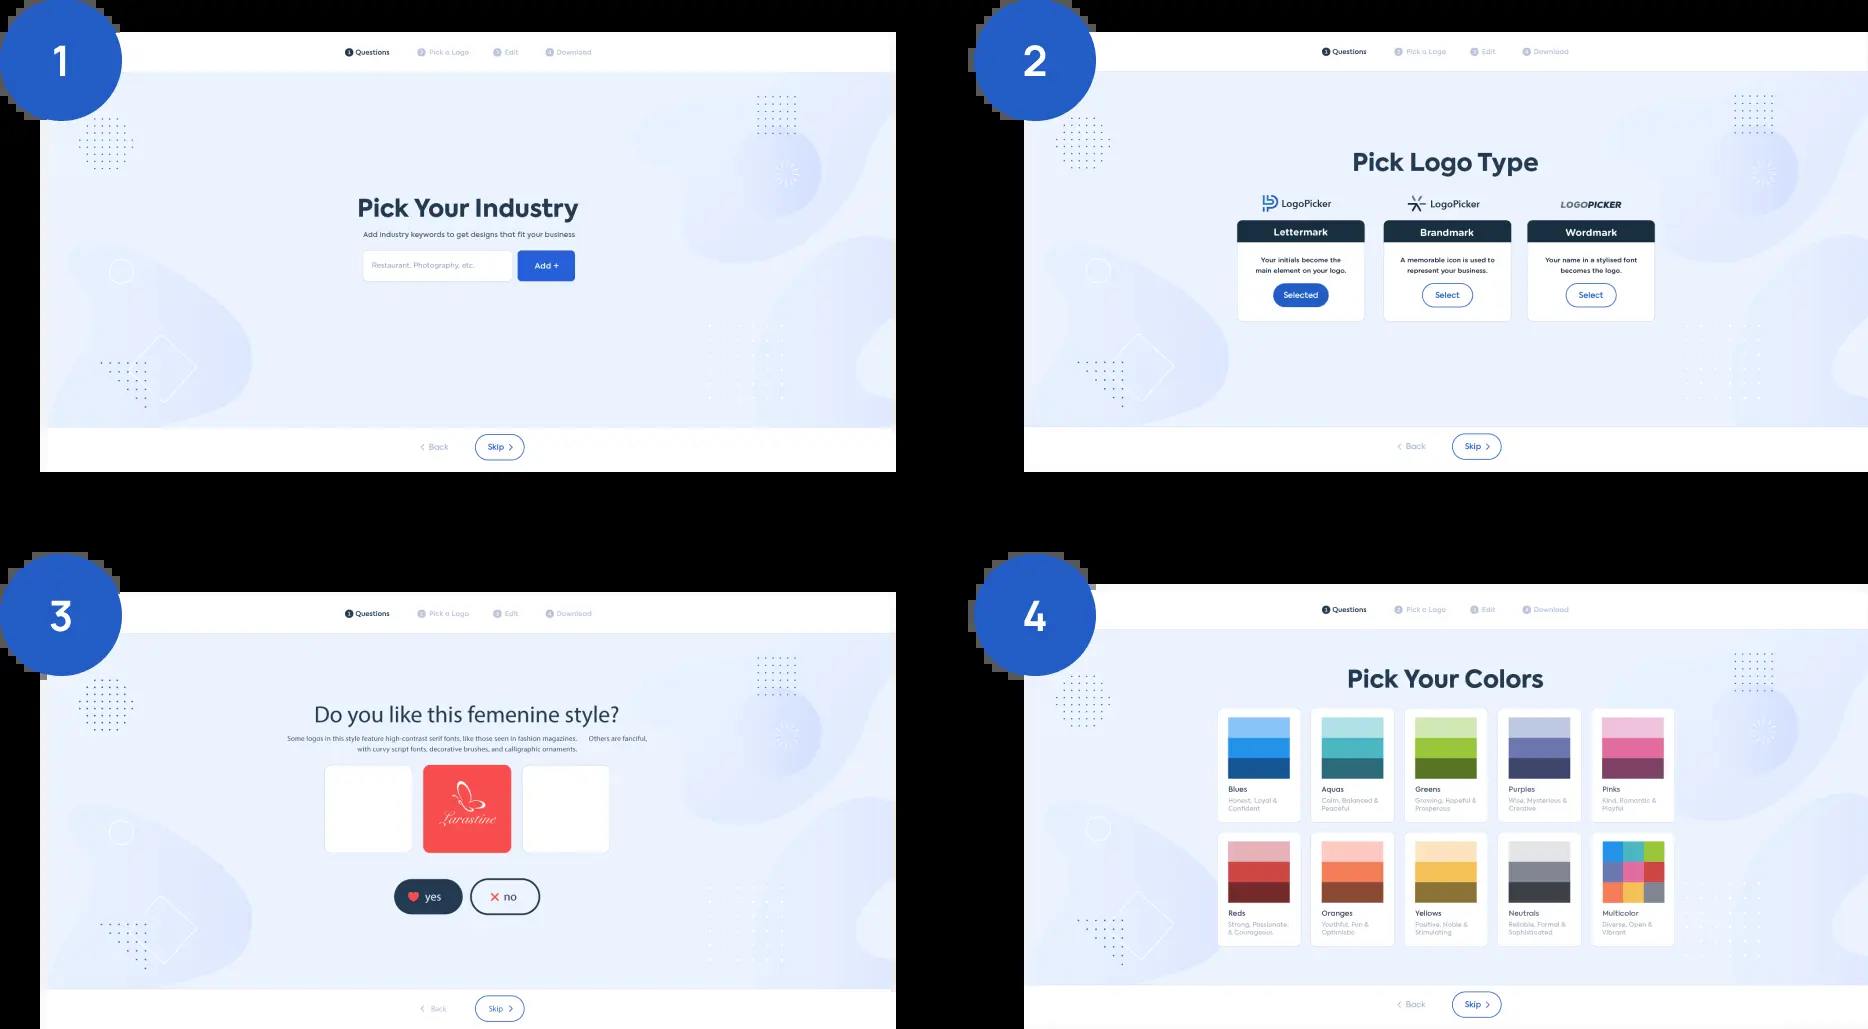 1
1 Questions 2 Pick a Logo 3 Edit 4 Download
Pick Your Industry
Add industry keywords to get designs that fit your business
Restaurant, Photography, etc.
Add +
Back
Skip
2
1 Questions 2 Pick a Logo 3 Edit 4 Download
Pick Logo Type
LogoPicker
Lettermark
Your initials become the
main element on your logo.
Selected
LogoPicker
Brandmark
A memorable icon is used to
represent your business.
Select
LOGOPICKER
Wordmark
Your name in a stylised font
becomes the logo.
Select
Back
Skip
3
1 Questions 2 Pick a Logo 3 Edit 4 Download
Do you like this femenine style?
Some logos in this style feature high-contrast serif fonts, like those seen in fashion magazines. Others are fanciful,
with curvy script fonts, decorative brushes, and calligraphic ornaments.
Larastine
yes
no
Back
Skip
4
1 Questions 2 Pick a Logo 3 Edit 4 Download
Pick Your Colors
Blues
Honest, Loyal &
Confident
Aquas
Calm, Balanced &
Peaceful
Greens
Growing, Hopeful &
Prosperous
Purples
Wise, Mysterious &
Creative
Pinks
Kind, Romantic &
Playful
Reds
Strong, Passionate,
& Courageous
Oranges
Youthful, Fun &
Optimistic
Yellows
Positive, Noble &
Stimulating
Neutrals
Reliable, Formal &
Sophisticated
Multicolor
Diverse, Open &
Vibrant
Back
Skip